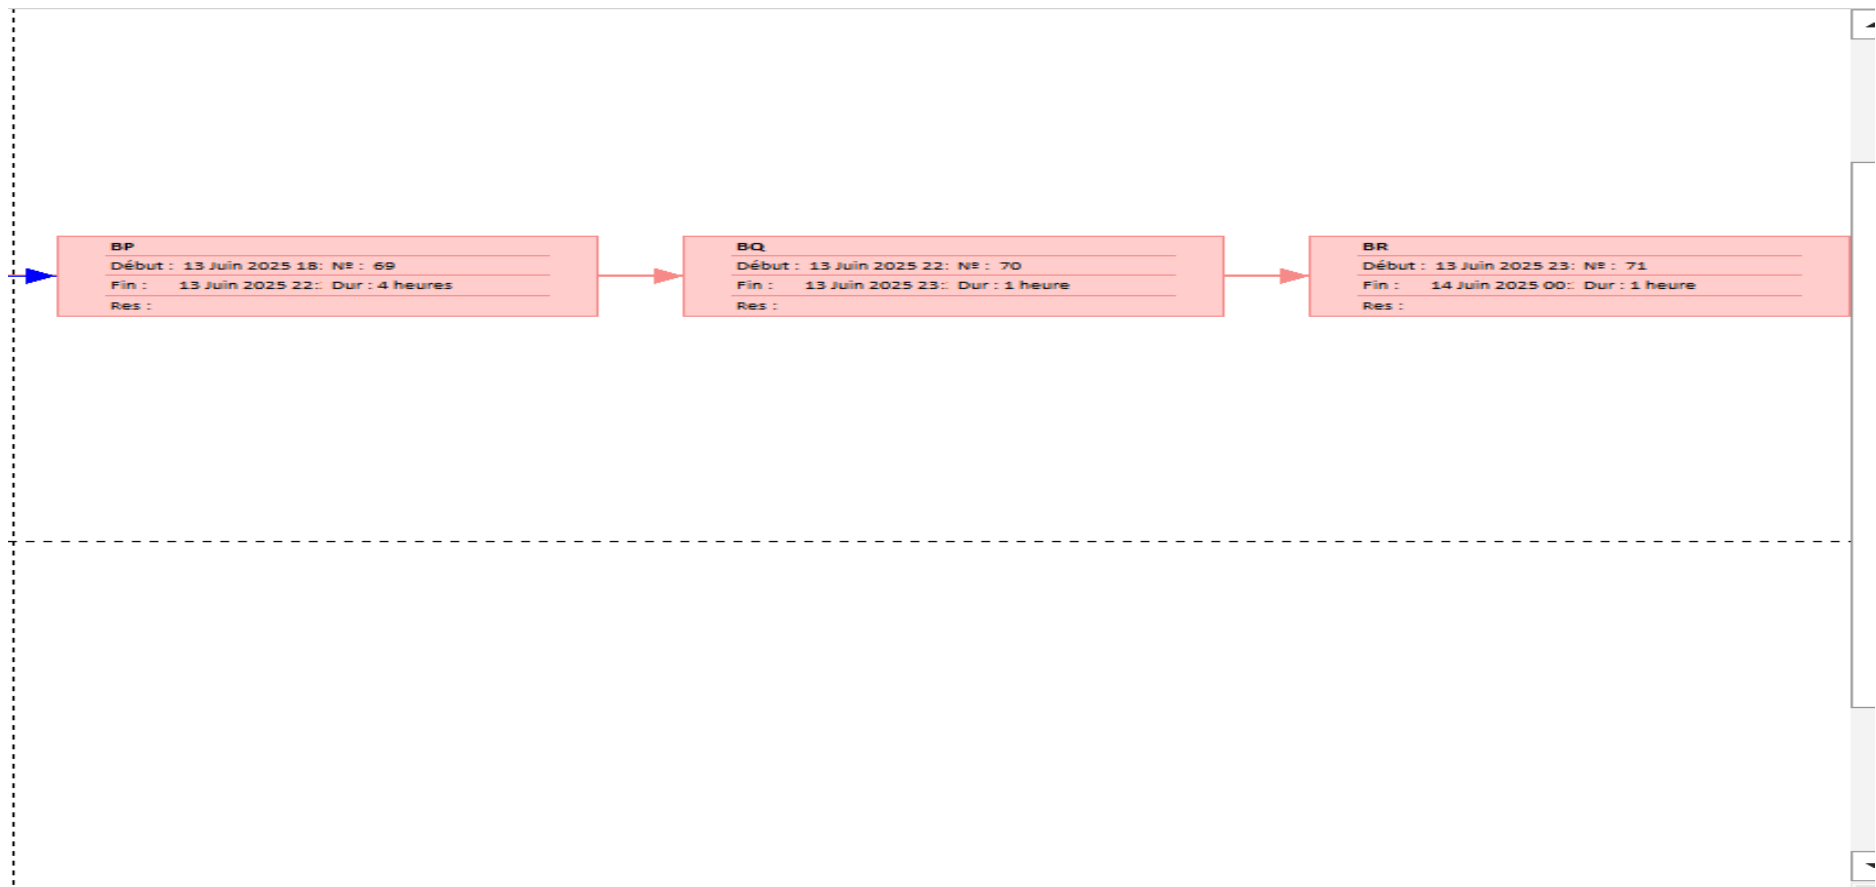 BP
Début : 13 Juin 2025 18: Nº : 69
Fin : 13 Juin 2025 22: Dur : 4 heures
Res :
BQ
Début : 13 Juin 2025 22: Nº : 70
Fin : 13 Juin 2025 23: Dur : 1 heure
Res :
BR
Début : 13 Juin 2025 23: Nº : 71
Fin : 14 Juin 2025 00: Dur : 1 heure
Res :